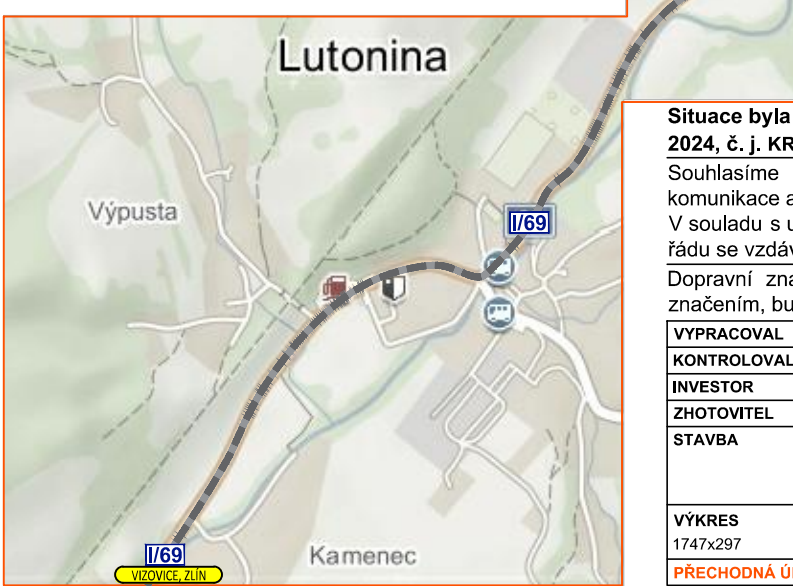 Lutonina
Výpusta
I/69
I/69
VIZOVICE, ZLÍN
Kamenec
Situace byla
2024, č. j. KR
Souhlasíme
komunikace a
V souladu s u
řádu se vzdáv
Dopravní zna
značením, bu
VYPRACOVAL
KONTROLOVAL
INVESTOR
ZHOTOVITEL
STAVBA
VÝKRES
1747x297
PŘECHODNÁ Ú